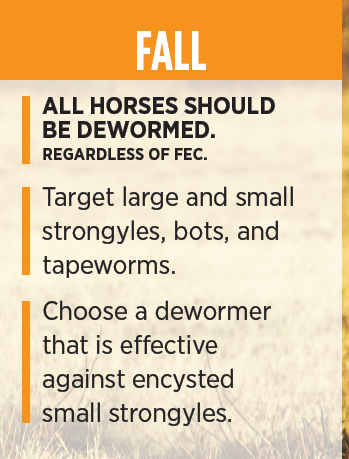 FALL
ALL HORSES SHOULD
BE DEWORMED.
REGARDLESS OF FEC.
Target large and small
strongyles, bots, and
tapeworms.
Choose a dewormer
that is effective
against encysted
small strongyles.